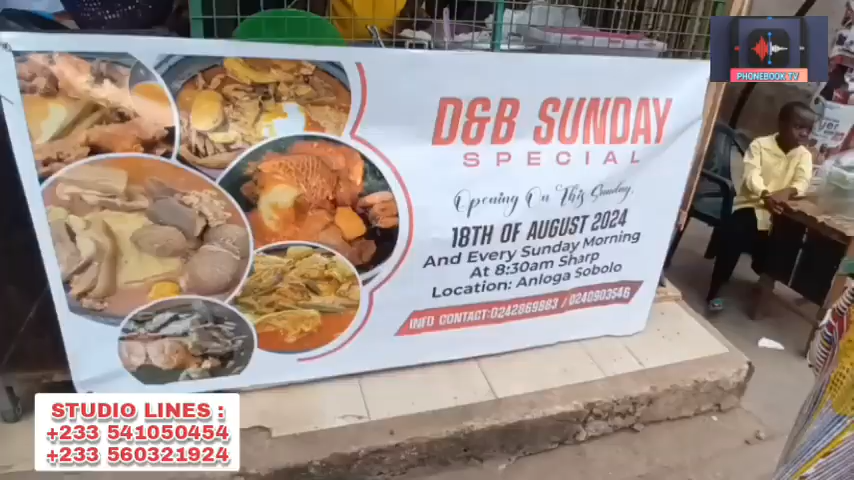 PHONEBOOK TV
D&B SUNDAY
SPECIAL
Opening On This Sunday,
18TH OF AUGUST 2024
And Every Sunday Morning
At 8:30am Sharp
Location: Anloga Sobolo
INFO CONTACT:0242869883 / 0240903546
STUDIO LINES :
+233 541050454
+233 560321924